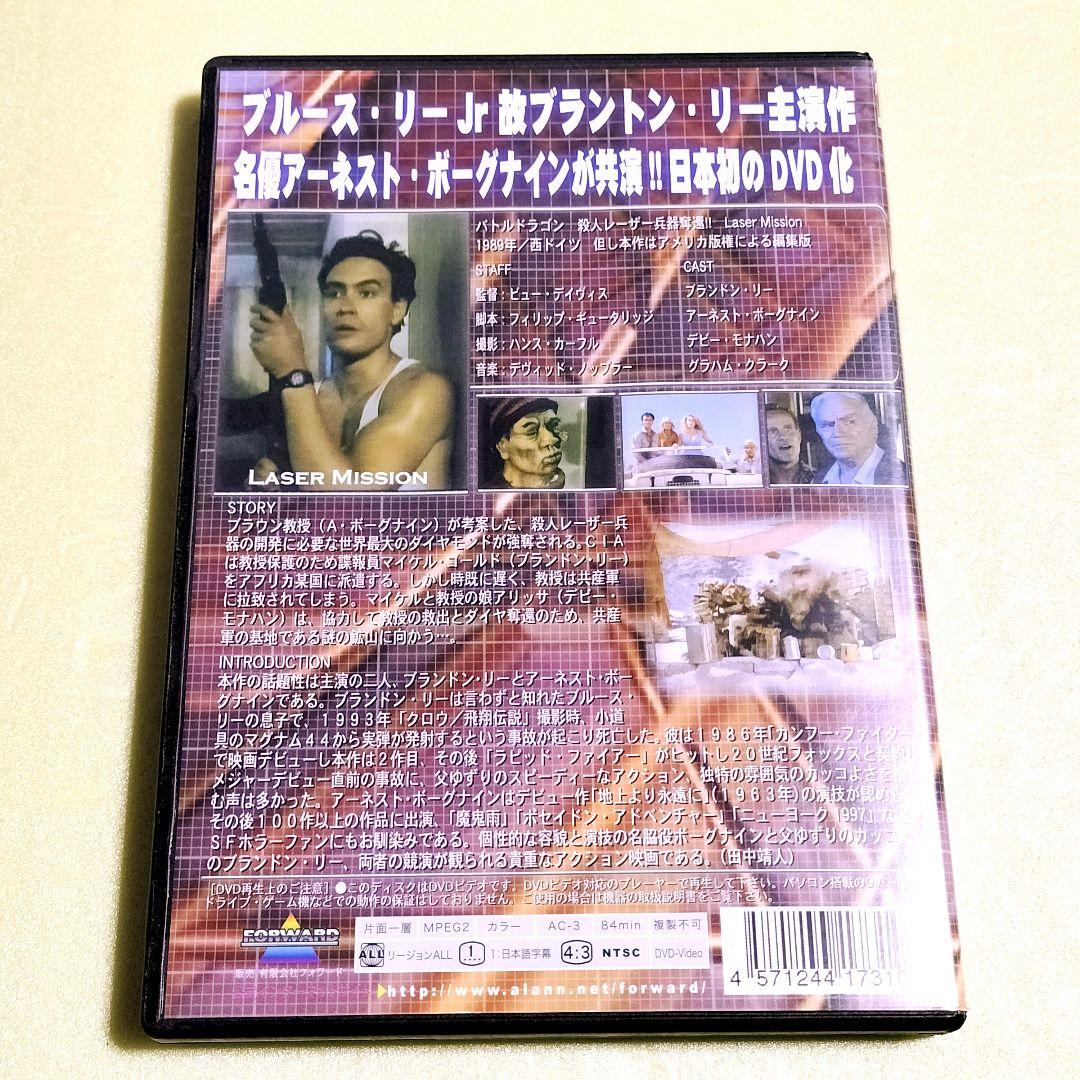 ブルース・リーJr 故ブラントン・リー主演作
名優アーネスト・ボーグナインが共演!!日本初のDVD化
バトルドラゴン 殺人レーザー兵器奪還!! Laser Mission
1989年/西ドイツ 但し本作はアメリカ版権による編集版
STAFF
CAST
監督:ビュー・デイヴィス
ブランドン・リー
脚本:フィリップ・ギュータリッジ
アーネスト・ボーグナイン
撮影:ハンス・カーフル
デビー・モナハン
音楽:デヴィッド・ノップラー
グラハム・クラーク
LASER MISSION
STORY
ブラウン教授(A・ボーグナイン)が考案した、殺人レーザー兵
器の開発に必要な世界最大のダイヤモンドが強奪される。CIA
は教授保護のため諜報員マイケル・ゴールド(ブランドン・リー)
をアフリカ某国に派遣する。しかし時既に遅く、教授は共産軍
に拉致されてしまう。マイケルと教授の娘アリッサ(デビー・
モナハン)は、協力して教授の救出とダイヤ奪還のため、共産
軍の基地である謎の鉱山に向かう…。
INTRODUCTION
本作の話題性は主演の二人、ブランドン・リーとアーネスト・ボー
グナインである。ブランドン・リーは言わずと知れたブルース・
リーの息子で、1993年「クロウ/飛翔伝説」撮影時、小道
具のマグナム44から実弾が発射するという事故が起こり死亡した。彼は1986年「カンフー・ファイター」
で映画デビューし本作は2作目、その後「ラピッド・ファイアー」がヒットし20世紀フォックスと契約
メジャーデビュー直前の事故に、父ゆずりのスピーディーなアクション、独特の雰囲気のカッコよさを
む声は多かった。アーネスト・ボーグナインはデビュー作「地上より永遠に」(1963年)の演技が認め
その後100作以上の作品に出演、「魔鬼雨」「ポセイドン・アドベンチャー」「ニューヨーク1997」など
SFホラーファンにもお馴染みである。個性的な容貌と演技の名脇役ボーグナインと父ゆずりのカッコ
のブランドン・リー、両者の競演が観られる貴重なアクション映画である。(田中靖人)
[DVD再生上のご注意]●このディスクはDVDビデオです。DVDビデオ対応のプレーヤーで再生して下さい。パソコン搭載のDVD-
ドライブ・ゲーム機などでの動作の保証はしておりません。ご使用の場合は機器の取扱説明書をご覧下さい。
FORWARD
販売 有限会社フォワード
片面一層 MPEG2 カラー AC-3 84min 複製不可
ALL リージョンALL 1 1:日本語字幕 4:3 NTSC DVD-Video
http://www.alann.net/forward/
4 571244 17310